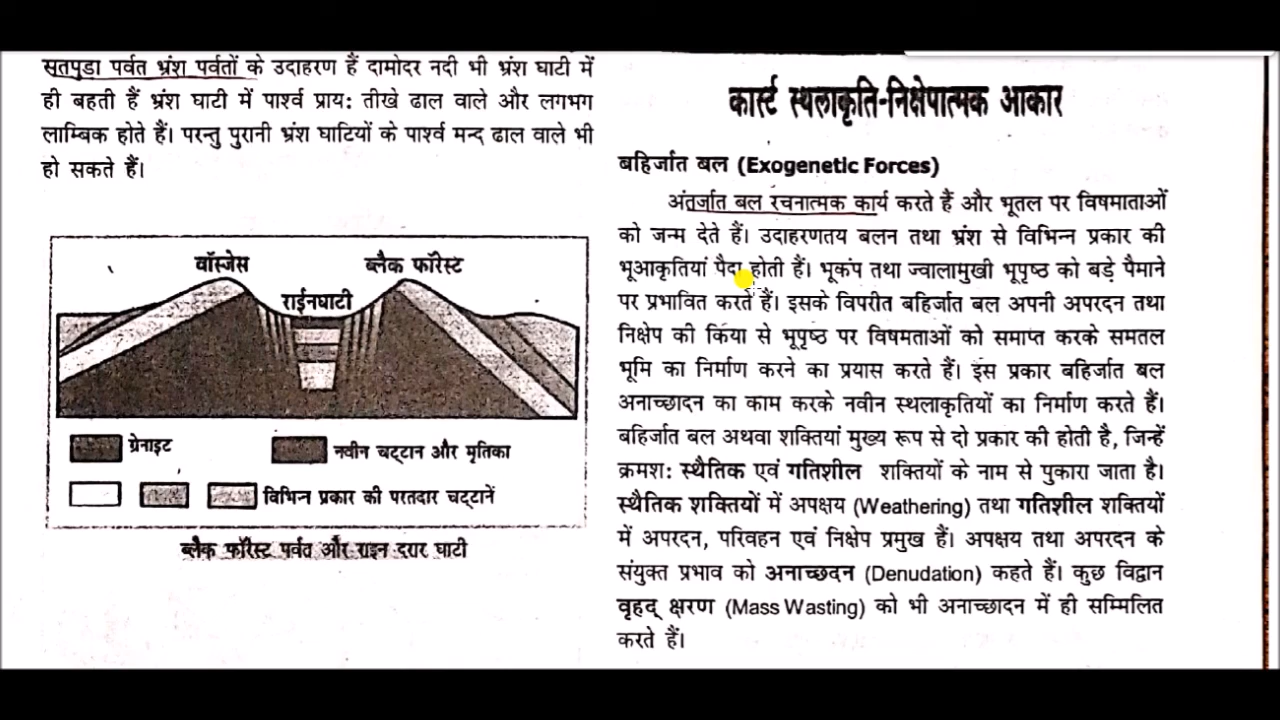 सतपुडा पर्वत भ्रंश पर्वतों के उदाहरण हैं दामोदर नदी भी भ्रंश घाटी में
ही बहती हैं भ्रंश घाटी में पार्श्व प्राय: तीखे ढाल वाले और लगभग
लाम्बिक होते हैं। परन्तु पुरानी भ्रंश घाटियों के पार्श्व मन्द ढाल वाले भी
हो सकते हैं।
वॉस्जेस
ब्लैक फॉरेस्ट
राईनघाटी
ग्रेनाइट
नवीन चट्टान और मृतिका
विभिन्न प्रकार की परतदार चट्टानें
ब्लैक फॉरेस्ट पर्वत और राइन दरार घाटी
कार्स्ट स्थलाकृति-निक्षेपात्मक आकार
बहिर्जात बल (Exogenetic Forces)
अंतर्जात बल रचनात्मक कार्य करते हैं और भूतल पर विषमाताओं
को जन्म देते हैं। उदाहरणतय बलन तथा भ्रंश से विभिन्न प्रकार की
भूआकृतियां पैदा होती हैं। भूकंप तथा ज्वालामुखी भूपृष्ठ को बड़े पैमाने
पर प्रभावित करते हैं। इसके विपरीत बहिर्जात बल अपनी अपरदन तथा
निक्षेप की किया से भूपृष्ठ पर विषमताओं को समाप्त करके समतल
भूमि का निर्माण करने का प्रयास करते हैं। इस प्रकार बहिर्जात बल
अनाच्छादन का काम करके नवीन स्थलाकृतियों का निर्माण करते हैं।
बहिर्जात बल अथवा शक्तियां मुख्य रूप से दो प्रकार की होती है, जिन्हें
क्रमश: स्थैतिक एवं गतिशील शक्तियों के नाम से पुकारा जाता है।
स्थैतिक शक्तियों में अपक्षय (Weathering) तथा गतिशील शक्तियों
में अपरदन, परिवहन एवं निक्षेप प्रमुख हैं। अपक्षय तथा अपरदन के
संयुक्त प्रभाव को अनाच्छदन (Denudation) कहते हैं। कुछ विद्वान
वृहद् क्षरण (Mass Wasting) को भी अनाच्छादन में ही सम्मिलित
करते हैं।